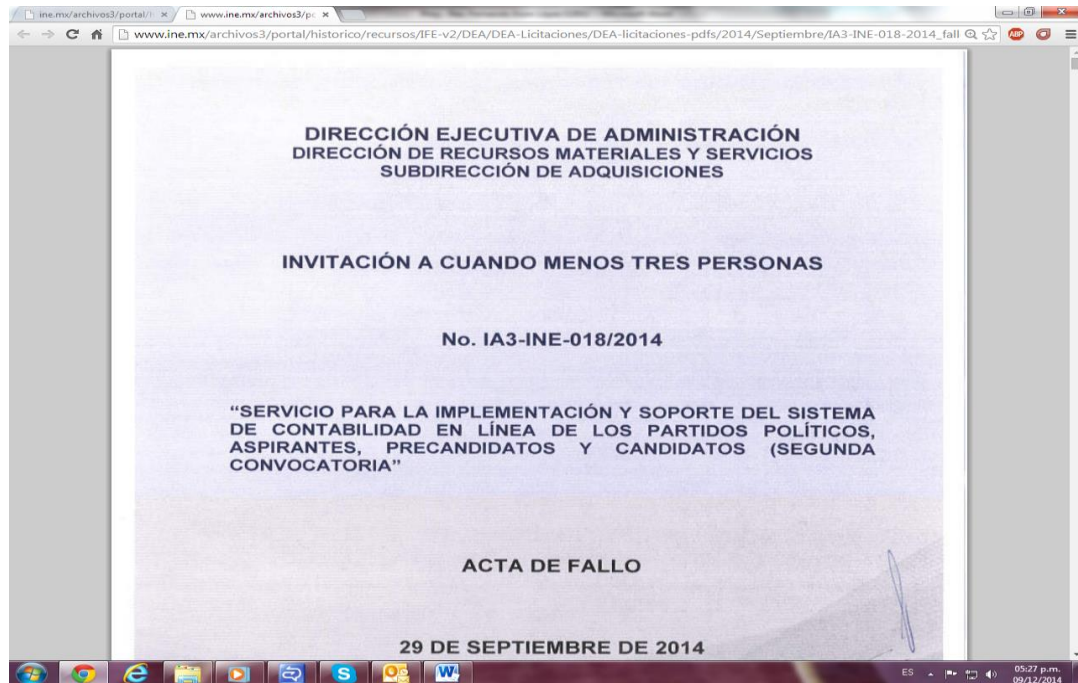 ine.mx/archivos3/portal/h
www.ine.mx/archivos3/po
www.ine.mx/archivos3/portal/historico/recursos/IFE-v2/DEA/DEA-Licitaciones/DEA-licitaciones-pdfs/2014/Septiembre/IA3-INE-018-2014_fall
ABP
DIRECCIÓN EJECUTIVA DE ADMINISTRACIÓN
DIRECCIÓN DE RECURSOS MATERIALES Y SERVICIOS
SUBDIRECCIÓN DE ADQUISICIONES
INVITACIÓN A CUANDO MENOS TRES PERSONAS
No. IA3-INE-018/2014
“SERVICIO PARA LA IMPLEMENTACIÓN Y SOPORTE DEL SISTEMA
DE CONTABILIDAD EN LÍNEA DE LOS PARTIDOS POLÍTICOS,
ASPIRANTES, PRECANDIDATOS Y CANDIDATOS (SEGUNDA
CONVOCATORIA”
ACTA DE FALLO
29 DE SEPTIEMBRE DE 2014
ES
05:27 p.m.
09/12/2014